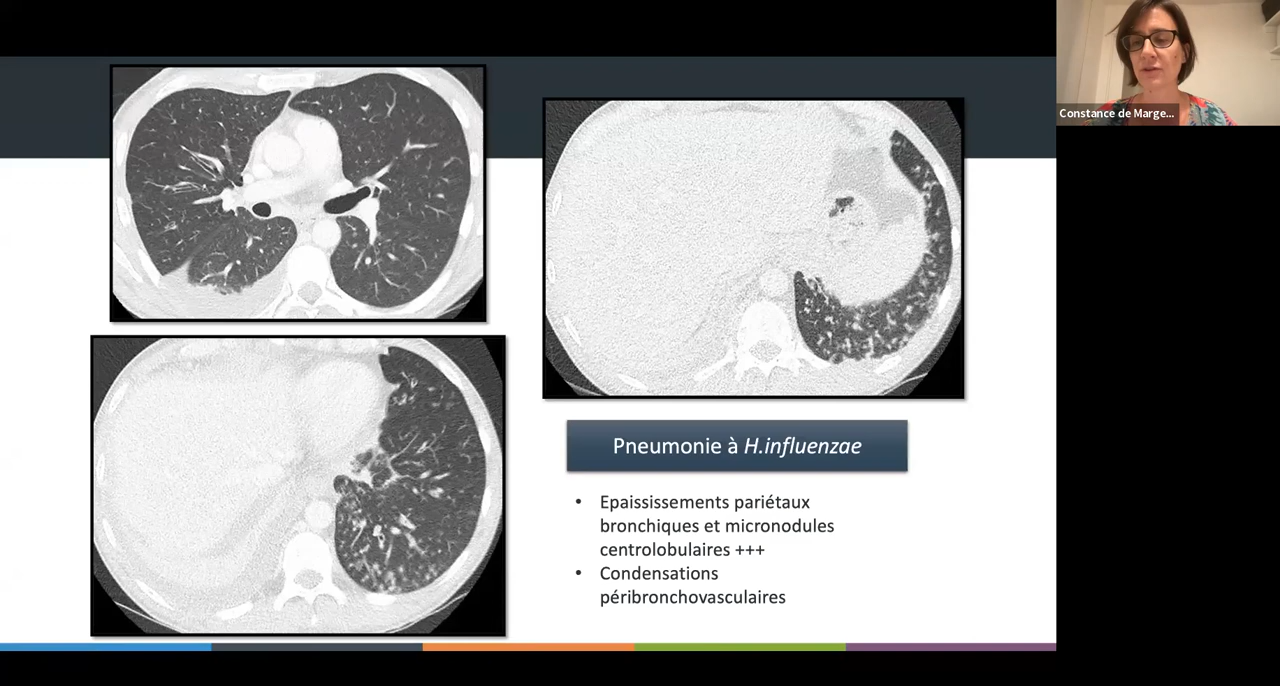 Constance de Marge...
Pneumonie à H.influenzae
• Epaississements pariétaux
bronchiques et micronodules
centrolobulaires +++
• Condensations
péribronchovasculaires